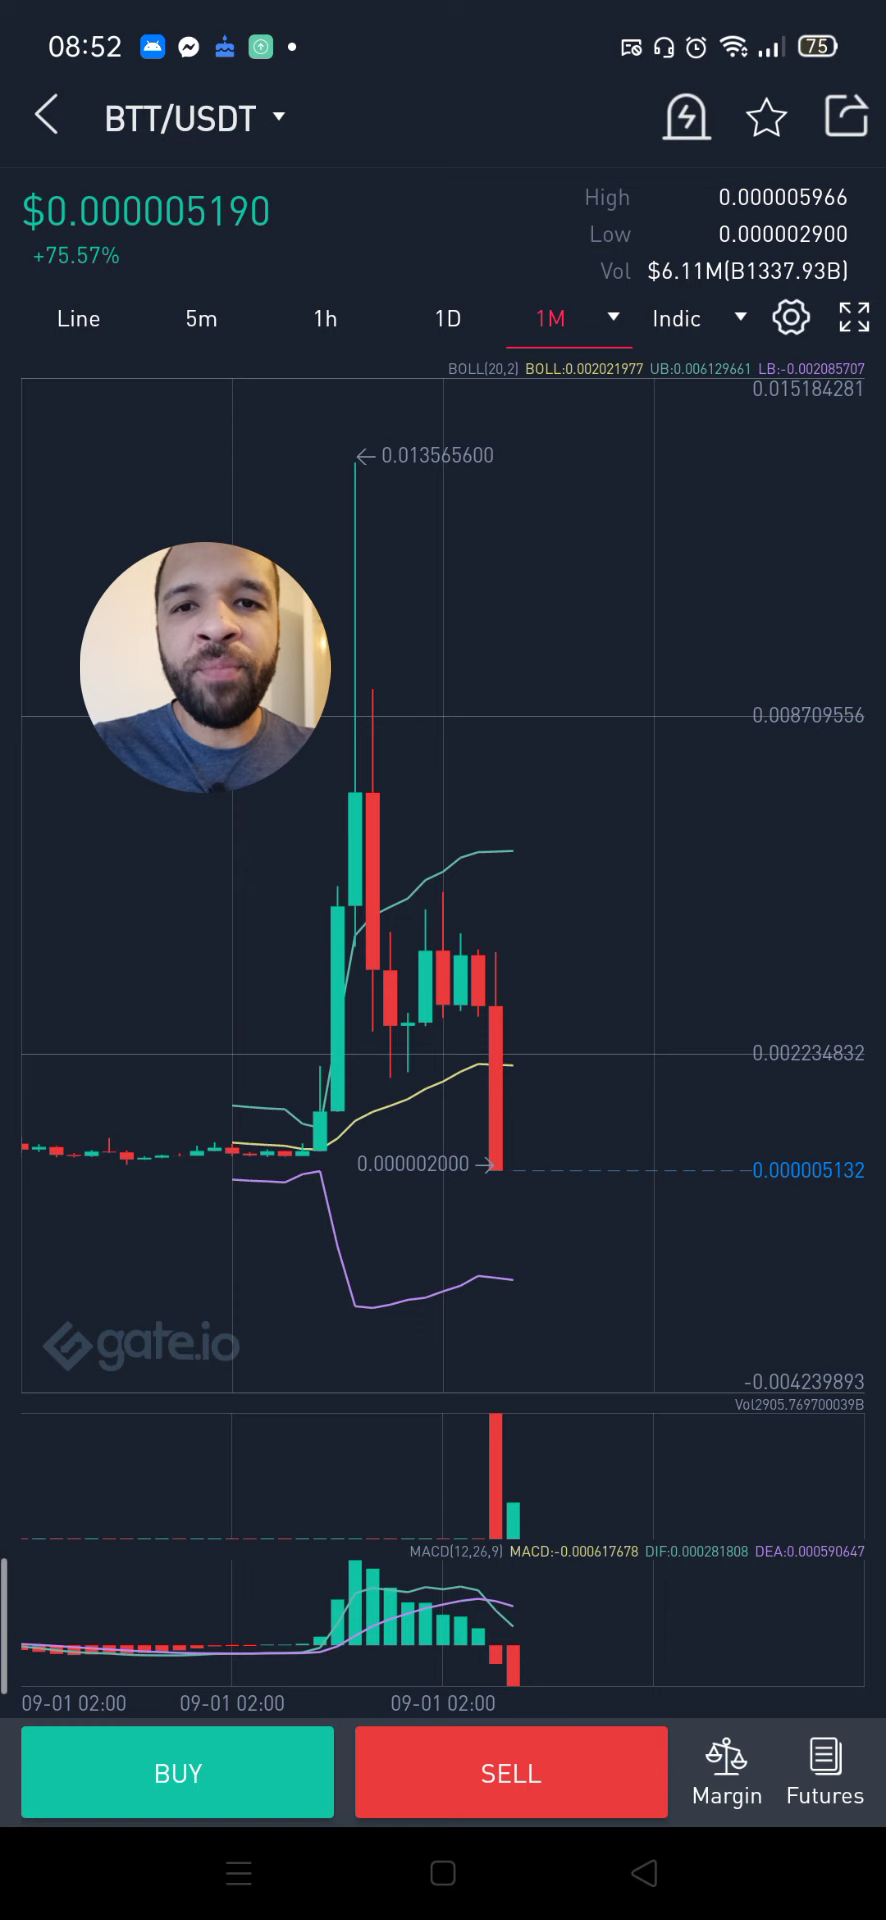 08:52
75
BTT/USDT
$0.000005190
+75.57%
High 0.000005966
Low 0.000002900
Vol $6.11M(B1337.93B)
Line 5m 1h 1D 1M Indic
BOLL(20,2) BOLL:0.002021977 UB:0.006129661 LB:-0.002085707
0.015184281
0.013565600
0.008709556
0.002234832
0.000002000
0.000005132
gate.io
-0.004239893
Vol2905.769700039B
MACD(12,26,9) MACD:-0.000617678 DIF:0.000281808 DEA:0.000590647
09-01 02:00 09-01 02:00 09-01 02:00
BUY SELL Margin Futures